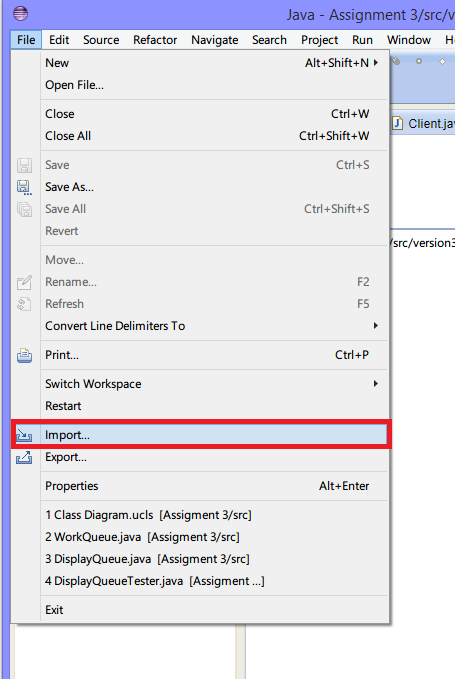 Java - Assignment 3/src/v
File Edit Source Refactor Navigate Search Project Run Window H
New Alt+Shift+N
Open File...
Client.ja
Close Ctrl+W
Close All Ctrl+Shift+W
Save Ctrl+S
Save As...
Save All Ctrl+Shift+S
Revert
/src/version3
Move...
Rename... F2
Refresh F5
Convert Line Delimiters To
Print... Ctrl+P
Switch Workspace
Restart
Import...
Export...
Properties Alt+Enter
1 Class Diagram.ucls [Assigment 3/src]
2 WorkQueue.java [Assigment 3/src]
3 DisplayQueue.java [Assigment 3/src]
4 DisplayQueueTester.java [Assigment ...]
Exit